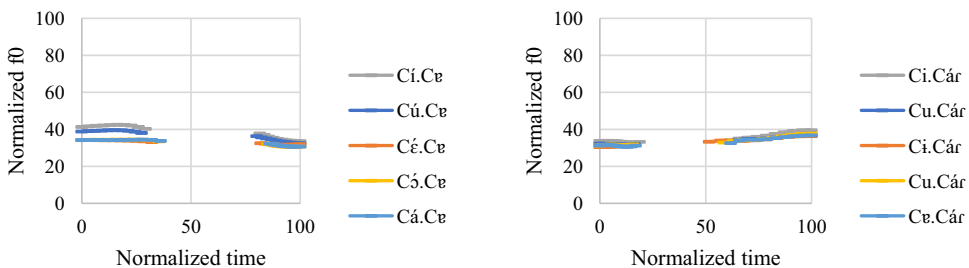 100
80
60
40
20
0
0
50
100
Normalized f0
Normalized time
Cí.Cɐ
Cú.Cɐ
Cɛ́.Cɐ
Cɔ́.Cɐ
Cá.Cɐ
100
80
60
40
20
0
0
50
100
Normalized f0
Normalized time
Ci.Cáɾ
Cu.Cáɾ
Cɨ.Cáɾ
Cu.Cáɾ
Cɐ.Cáɾ